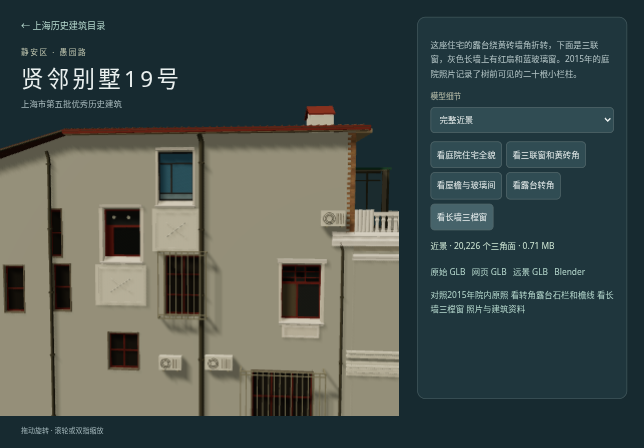 ← 上海历史建筑目录
静安区 · 愚园路
贤邻别墅19号
上海市第五批优秀历史建筑
这座住宅的露台绕黄砖墙角折转，下面是三联
窗，灰色长墙上有红扇和蓝玻璃窗。2015年的庭
院照片记录了树前可见的二十根小栏柱。
模型细节
完整近景
看庭院住宅全貌
看三联窗和黄砖角
看屋檐与玻璃间
看露台转角
看长墙三樘窗
近景 · 20,226 个三角面 · 0.71 MB
原始 GLB 网页 GLB 远景 GLB Blender
对照2015年院内原照 看转角露台石栏和檐线 看长
墙三樘窗 照片与建筑资料
拖动旋转 · 滚轮或双指缩放